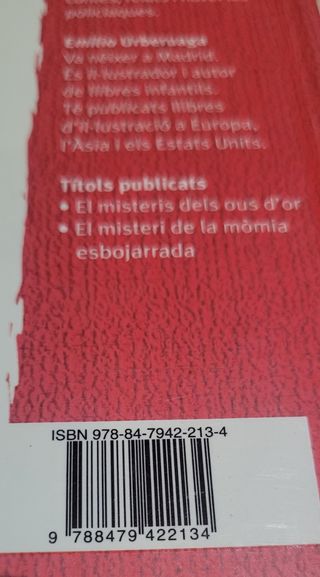 policíaques.
Emilio Urberuaga
Va néixer a Madrid.
És il·lustrador i autor
de llibres infantils.
Té publicats llibres
d'il·lustració a Europa,
l'Àsia i els Estats Units.
Títols publicats
• El misteris dels ous d'or
• El misteri de la mòmia
esbojarrada
ISBN 978-84-7942-213-4
9 788479 422134